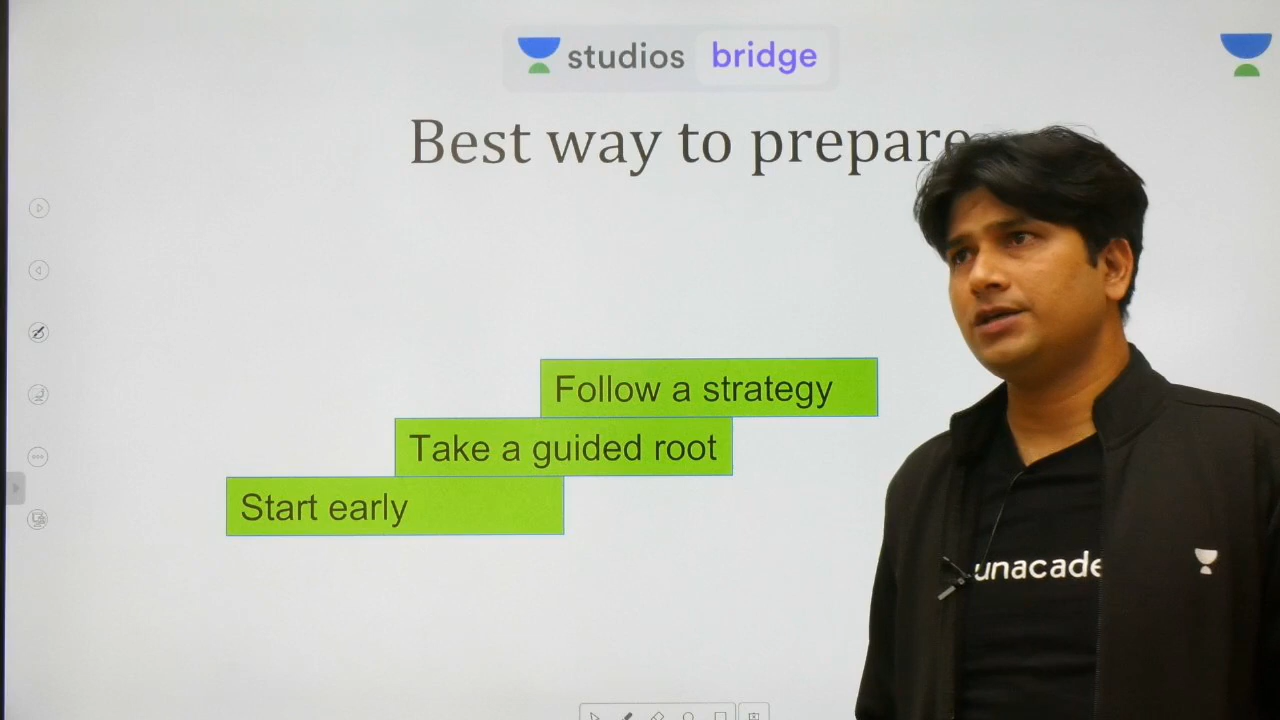 studios bridge
Best way to prepare
Follow a strategy
Take a guided root
Start early
unacade